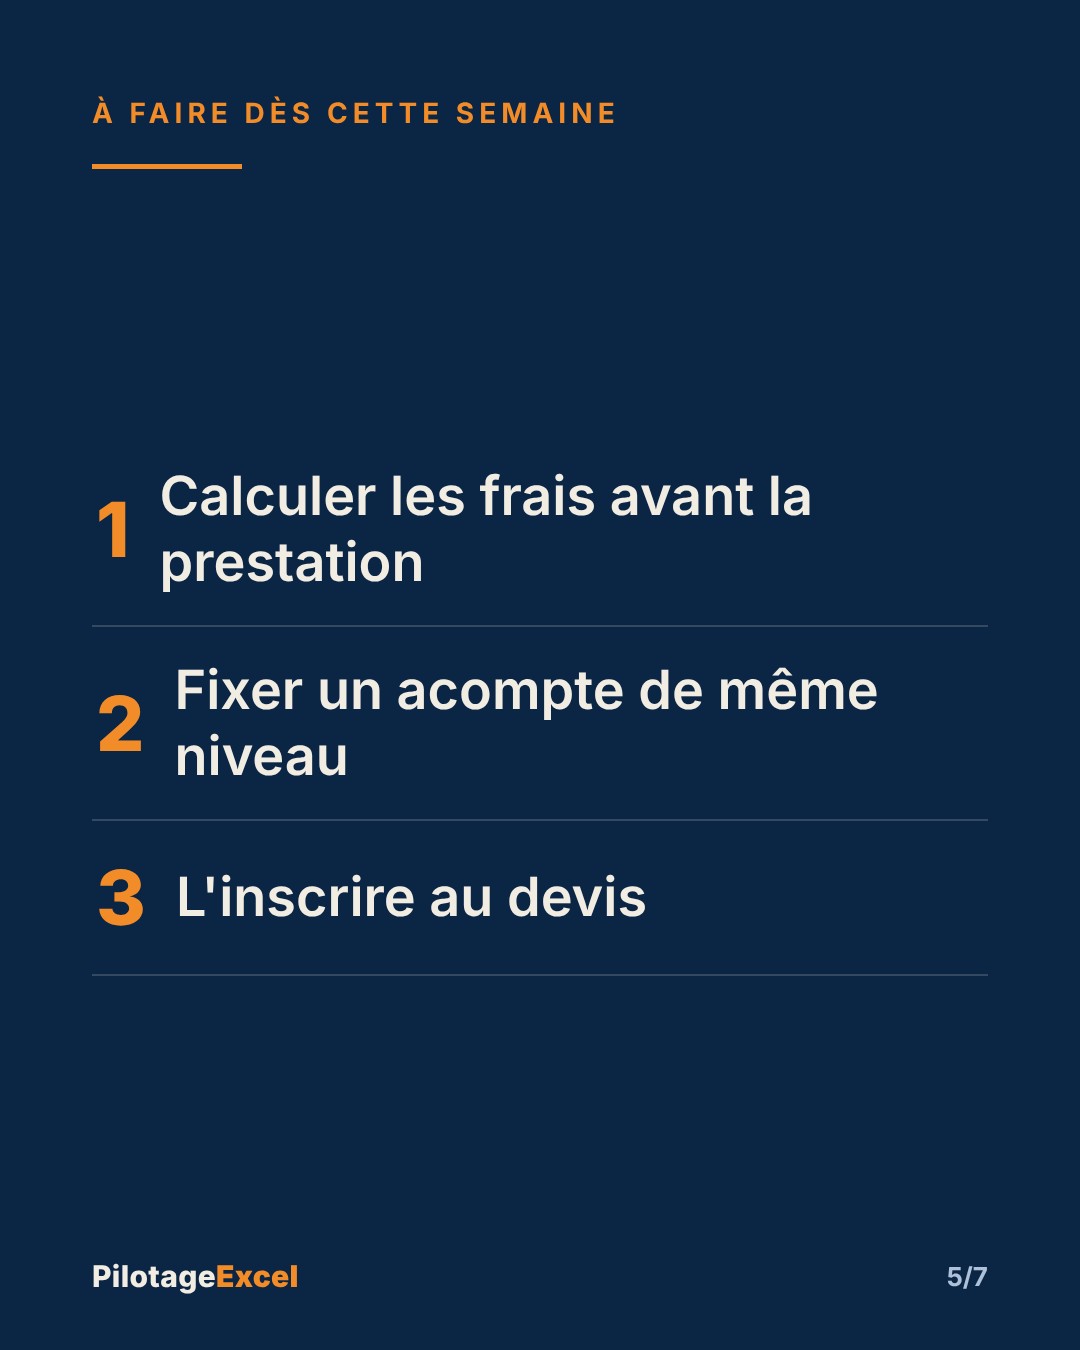 À FAIRE DÈS CETTE SEMAINE
1 Calculer les frais avant la
prestation
2 Fixer un acompte de même
niveau
3 L'inscrire au devis
PilotageExcel
5/7